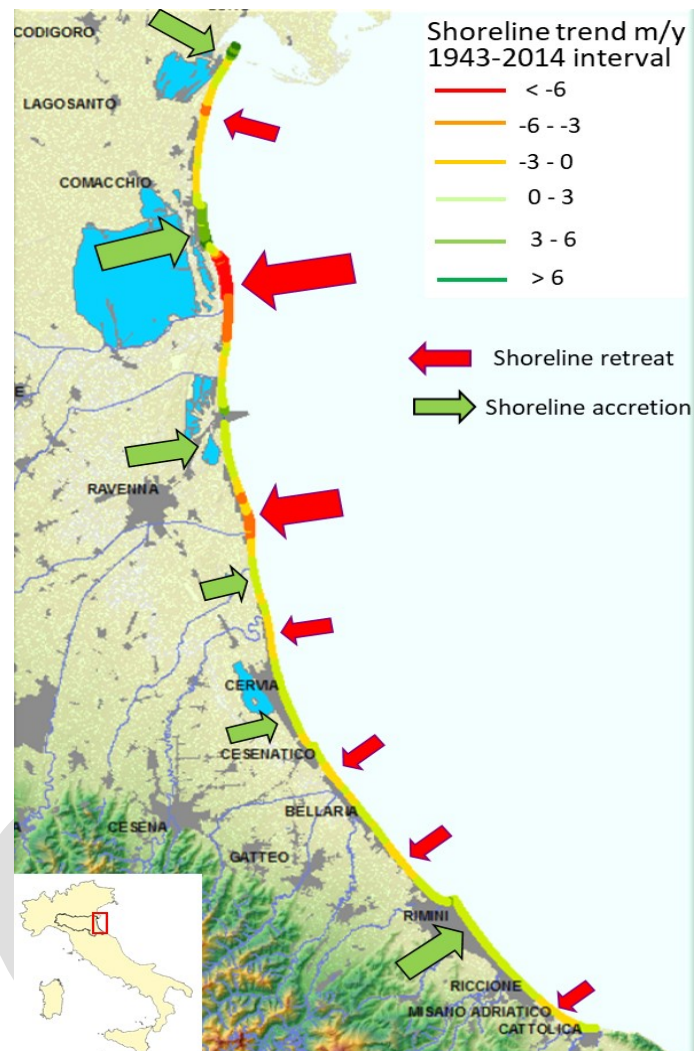 CODIGORO
Shoreline trend m/y
1943-2014 interval
< -6
-6 - -3
-3 - 0
0 - 3
3 - 6
> 6
LAGOSANTO
COMACCHIO
Shoreline retreat
Shoreline accretion
RAVENNA
CERVIA
CESENATICO
BELLARIA
CESENA
GATTEO
RIMINI
RICCIONE
MISANO ADRIATICO
CATTOLICA